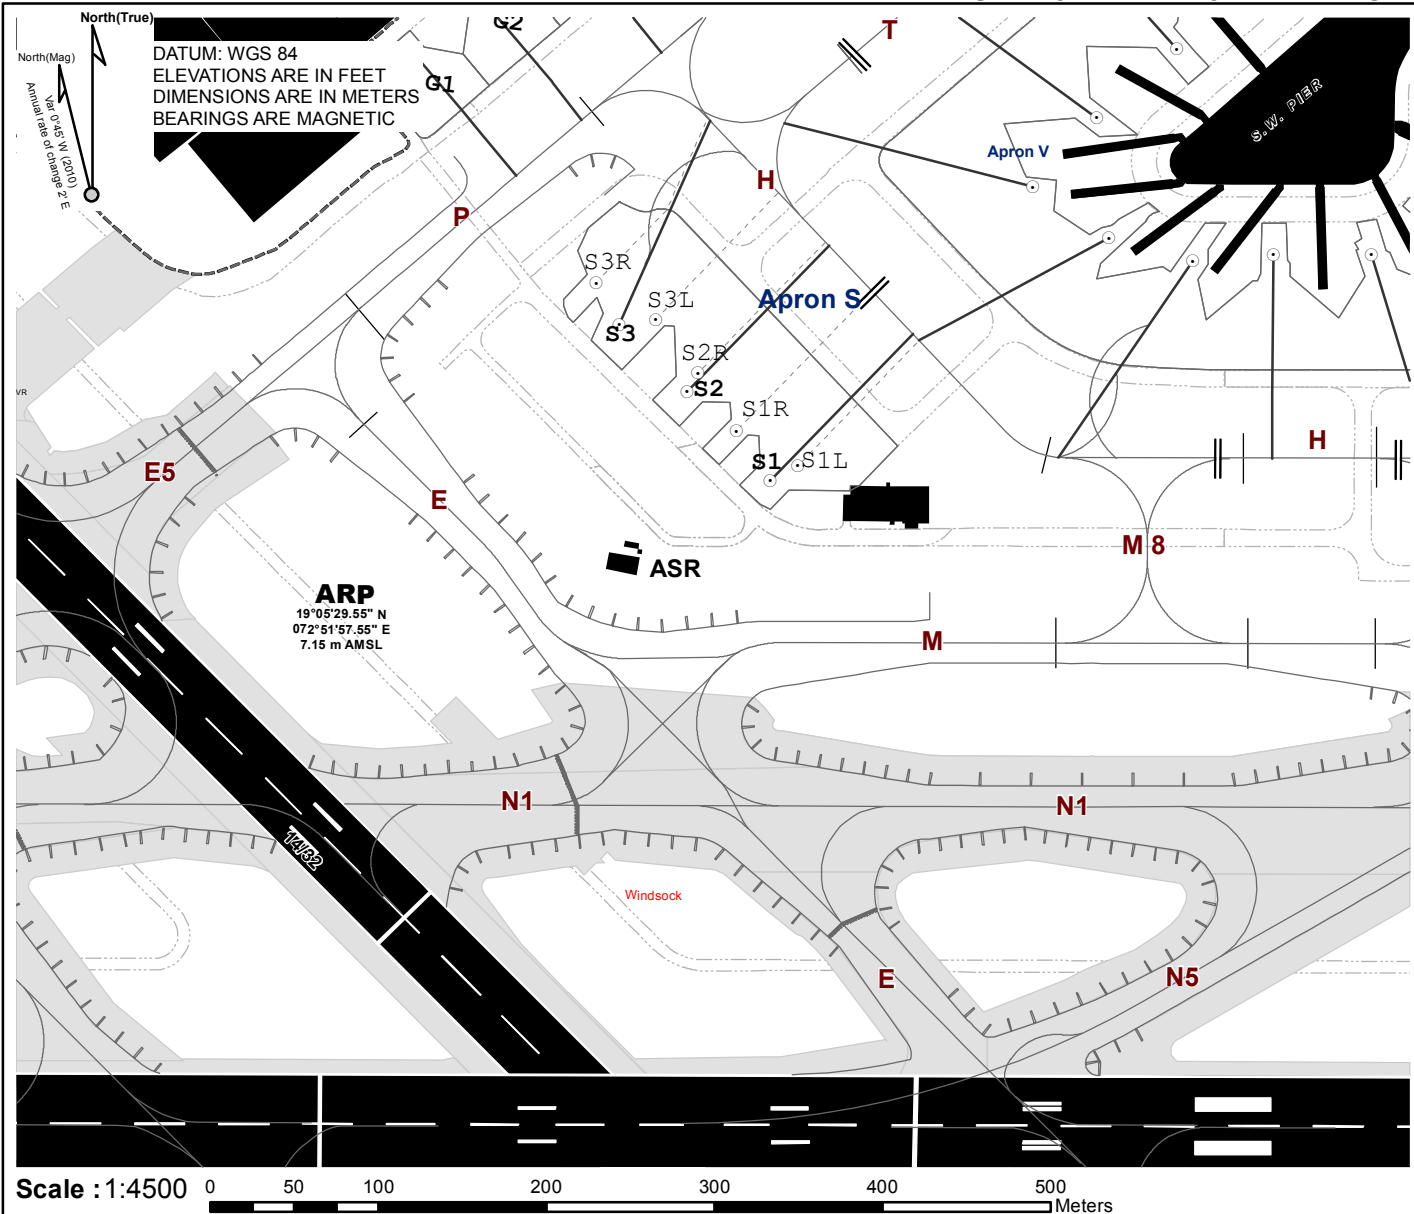 North(True)
G2
T
North(Mag)
DATUM: WGS 84
ELEVATIONS ARE IN FEET
DIMENSIONS ARE IN METERS
BEARINGS ARE MAGNETIC
G1
Var 0°45' W (2010)
Annual rate of change 2' E
S.W. PIER
Apron V
H
P
S3R
Apron S
S3L
S3
S2R
S2
VR
S1R
H
E5
S1
S1L
E
M 8
ASR
ARP
19°05'29.55" N
072°51'57.55" E
7.15 m AMSL
M
N1
N1
14/32
Windsock
E
N5
Scale : 1:4500
0 50 100 200 300 400 500
Meters